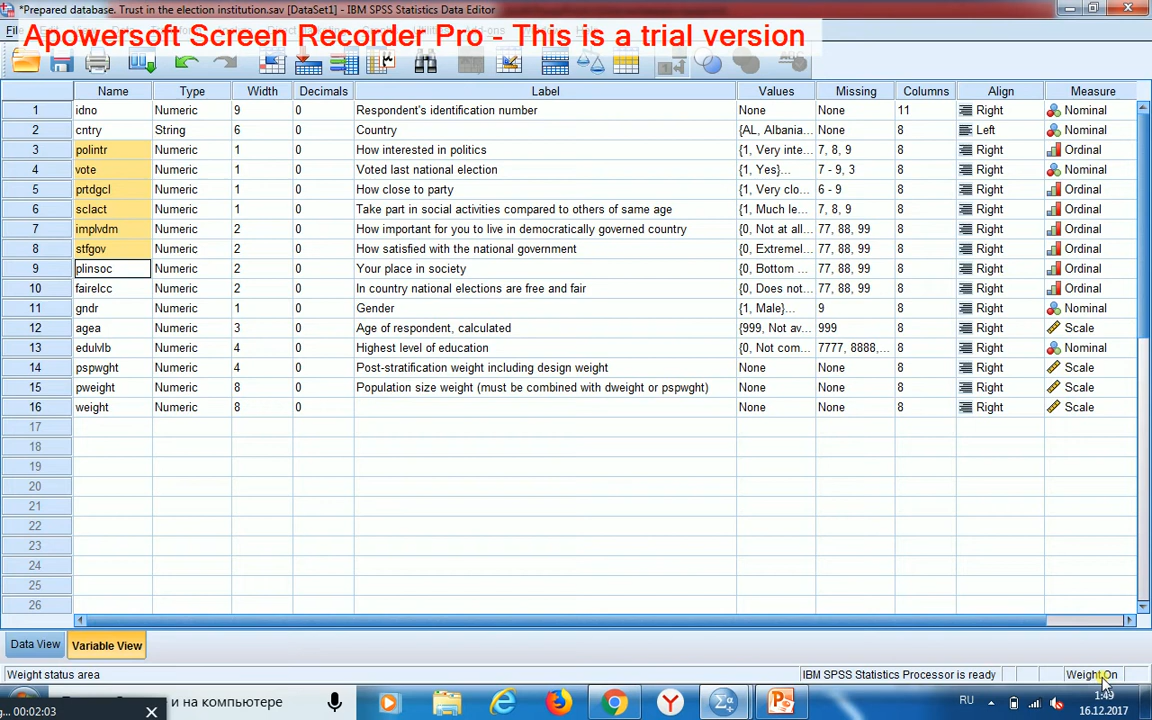 *Prepared database. Trust in the election institution.sav [DataSet1] - IBM SPSS Statistics Data Editor
Apowersoft Screen Recorder Pro - This is a trial version
Name Type Width Decimals Label Values Missing Columns Align Measure
1 idno Numeric 9 0 Respondent's identification number None None 11 Right Nominal
2 cntry String 6 0 Country {AL, Albania... None 8 Left Nominal
3 polintr Numeric 1 0 How interested in politics {1, Very inte... 7, 8, 9 8 Right Ordinal
4 vote Numeric 1 0 Voted last national election {1, Yes}... 7 - 9, 3 8 Right Nominal
5 prtdgcl Numeric 1 0 How close to party {1, Very clo... 6 - 9 8 Right Ordinal
6 sclact Numeric 1 0 Take part in social activities compared to others of same age {1, Much le... 7, 8, 9 8 Right Ordinal
7 implvdm Numeric 2 0 How important for you to live in democratically governed country {0, Not at all... 77, 88, 99 8 Right Ordinal
8 stfgov Numeric 2 0 How satisfied with the national government {0, Extremel... 77, 88, 99 8 Right Ordinal
9 plinsoc Numeric 2 0 Your place in society {0, Bottom ... 77, 88, 99 8 Right Ordinal
10 fairelcc Numeric 2 0 In country national elections are free and fair {0, Does not... 77, 88, 99 8 Right Ordinal
11 gndr Numeric 1 0 Gender {1, Male}... 9 8 Right Nominal
12 agea Numeric 3 0 Age of respondent, calculated {999, Not av... 999 8 Right Scale
13 edulvlb Numeric 4 0 Highest level of education {0, Not com... 7777, 8888,... 8 Right Nominal
14 pspwght Numeric 4 0 Post-stratification weight including design weight None None 8 Right Scale
15 pweight Numeric 8 0 Population size weight (must be combined with dweight or pspwght) None None 8 Right Scale
16 weight Numeric 8 0 None None 8 Right Scale
17
18
19
20
21
22
23
24
25
26
Data View Variable View
Weight status area IBM SPSS Statistics Processor is ready Weight On
и на компьютере RU 1:49
g... 00:02:03 16.12.2017